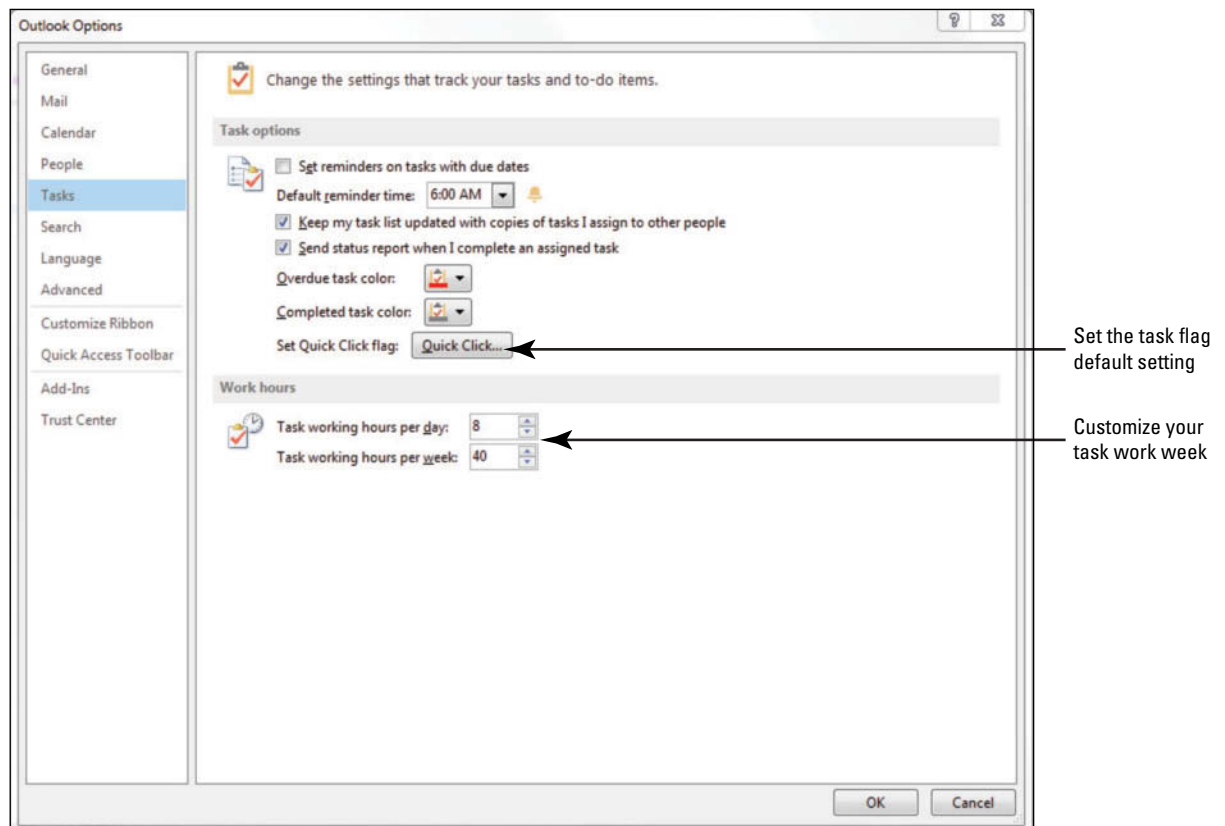 Outlook Options
General
Mail
Calendar
People
Tasks
Search
Language
Advanced
Customize Ribbon
Quick Access Toolbar
Add-Ins
Trust Center
Change the settings that track your tasks and to-do items.
Task options
Set reminders on tasks with due dates
Default reminder time: 6:00 AM
Keep my task list updated with copies of tasks I assign to other people
Send status report when I complete an assigned task
Overdue task color:
Completed task color:
Set Quick Click flag: Quick Click...
Work hours
Task working hours per day: 8
Task working hours per week: 40
OK Cancel
Set the task flag
default setting
Customize your
task work week